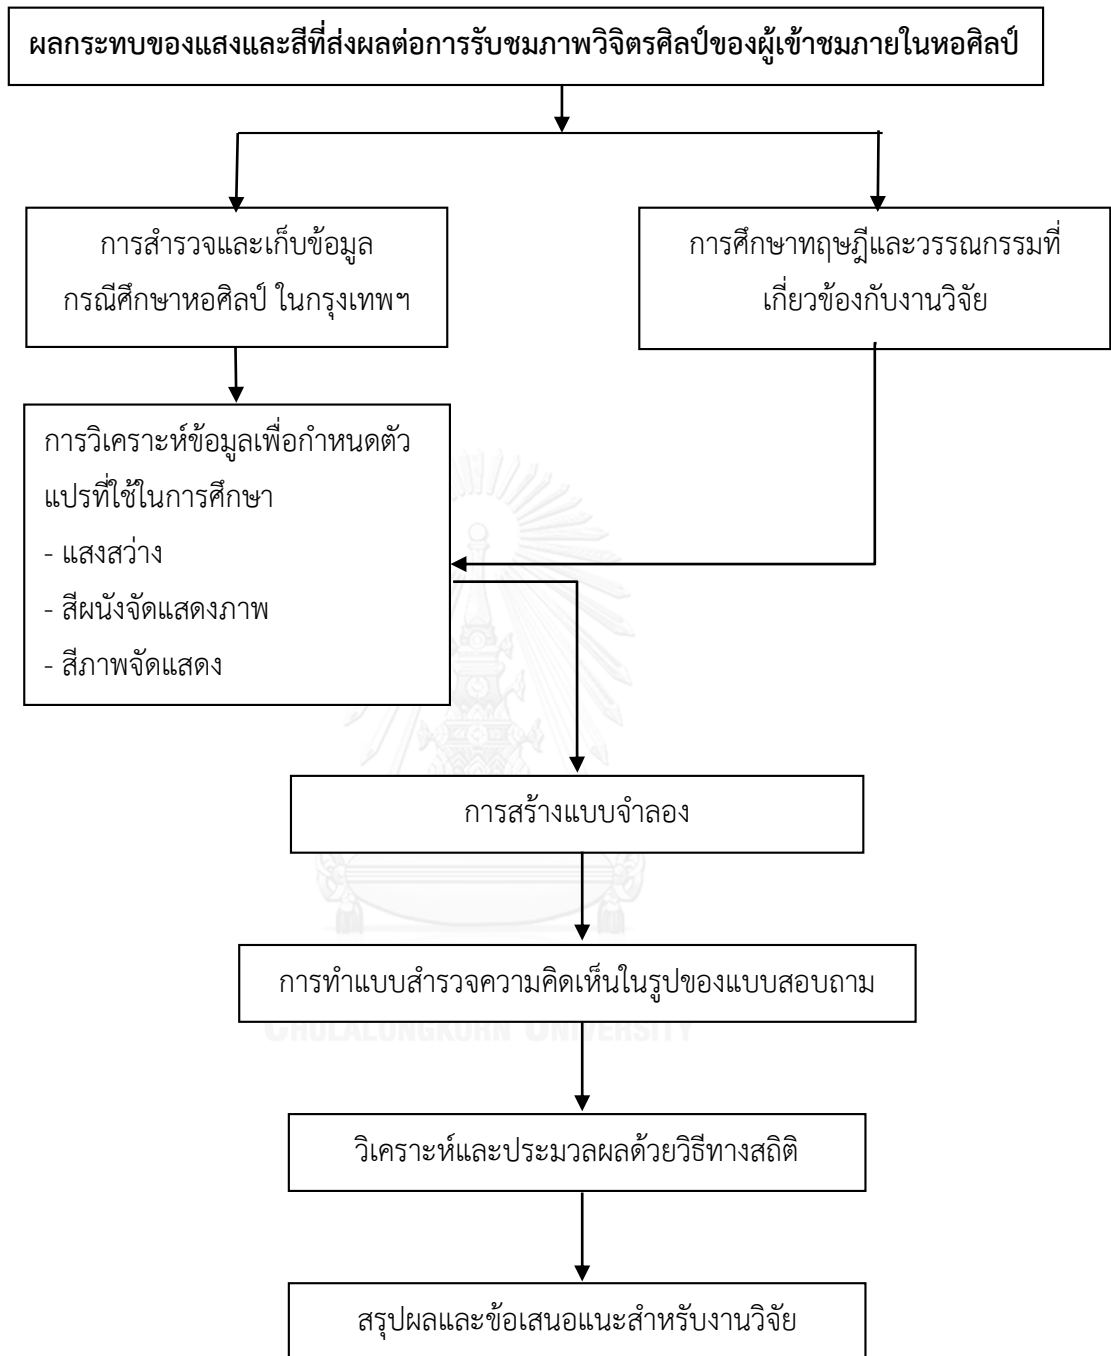 ผลกระทบของแสงและสีที่ส่งผลต่อการรับชมภาพวิจิตรศิลป์ของผู้เข้าชมภายในหอศิลป์
การสำรวจและเก็บข้อมูล
กรณีศึกษาหอศิลป์ ในกรุงเทพฯ
การศึกษาทฤษฎีและวรรณกรรมที่
เกี่ยวข้องกับงานวิจัย
การวิเคราะห์ข้อมูลเพื่อกำหนดตัว
แปรที่ใช้ในการศึกษา
- แสงสว่าง
- สีผนังจัดแสดงภาพ
- สีภาพจัดแสดง
การสร้างแบบจำลอง
การทำแบบสำรวจความคิดเห็นในรูปของแบบสอบถาม
CHULALONGKORN UNIVERSITY
วิเคราะห์และประมวลผลด้วยวิธีทางสถิติ
สรุปผลและข้อเสนอแนะสำหรับงานวิจัย